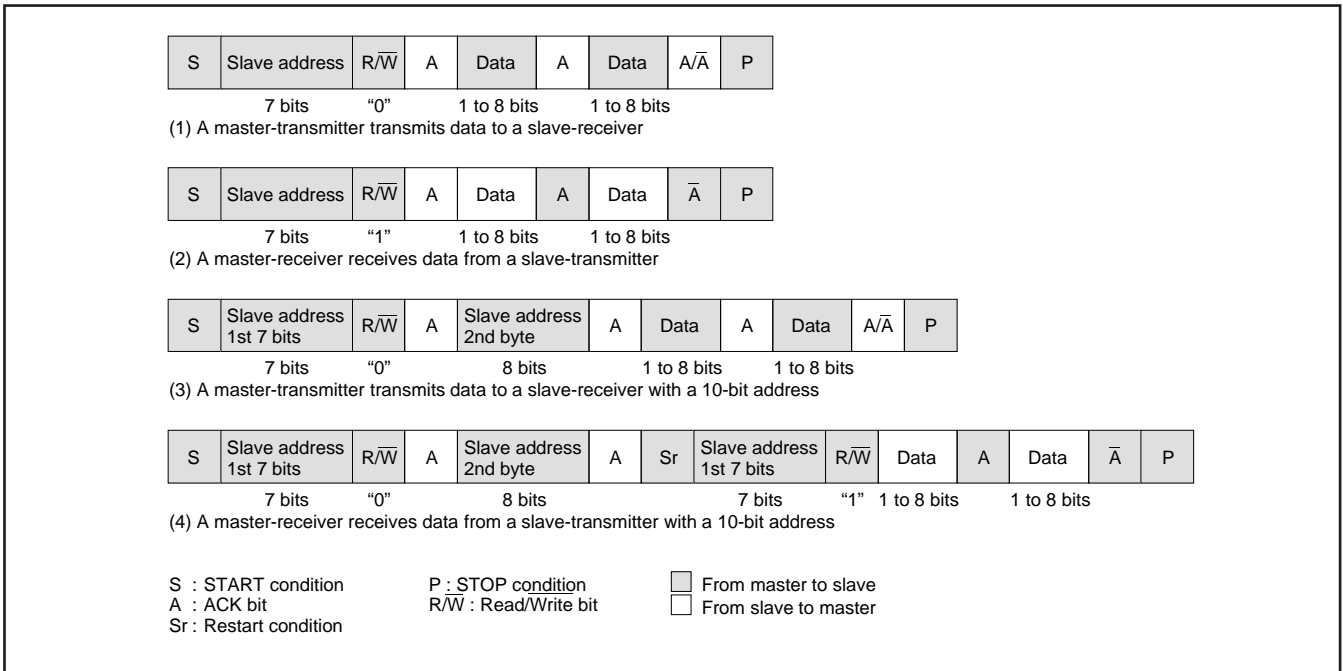 S Slave address R/W̅ A Data A Data A/A̅ P
7 bits “0” 1 to 8 bits 1 to 8 bits
(1) A master-transmitter transmits data to a slave-receiver
S Slave address R/W̅ A Data A Data A̅ P
7 bits “1” 1 to 8 bits 1 to 8 bits
(2) A master-receiver receives data from a slave-transmitter
S Slave address 1st 7 bits R/W̅ A Slave address 2nd byte A Data A Data A/A̅ P
7 bits “0” 8 bits 1 to 8 bits 1 to 8 bits
(3) A master-transmitter transmits data to a slave-receiver with a 10-bit address
S Slave address 1st 7 bits R/W̅ A Slave address 2nd byte A Sr Slave address 1st 7 bits R/W̅ Data A Data A̅ P
7 bits “0” 8 bits 7 bits “1” 1 to 8 bits 1 to 8 bits
(4) A master-receiver receives data from a slave-transmitter with a 10-bit address
S : START condition P : STOP condition From master to slave
A : ACK bit R/W̅ : Read/W̅r̅i̅t̅e̅ bit From slave to master
Sr : Restart condition